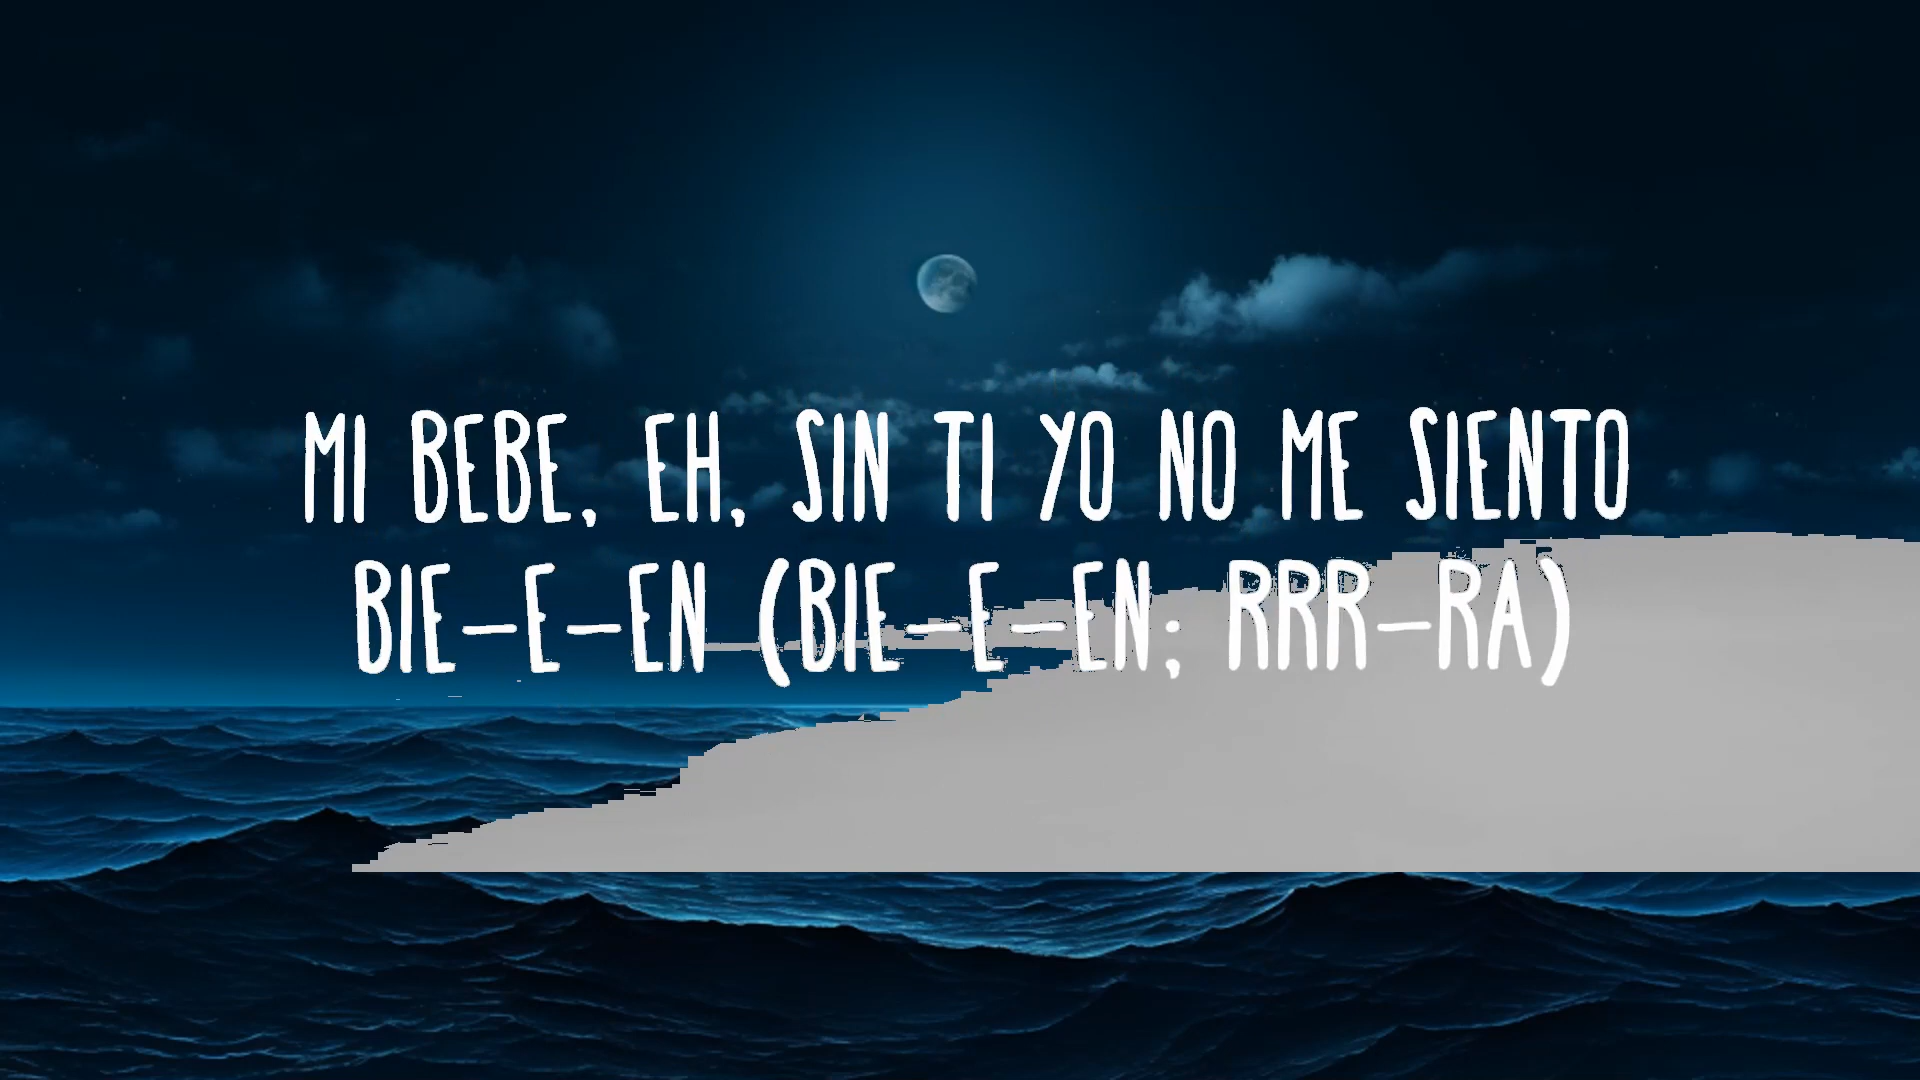 MI BEBE, EH, SIN TI YO NO ME SIENTO
BIE-E-EN (BIE-E-EN; RRR-RA)